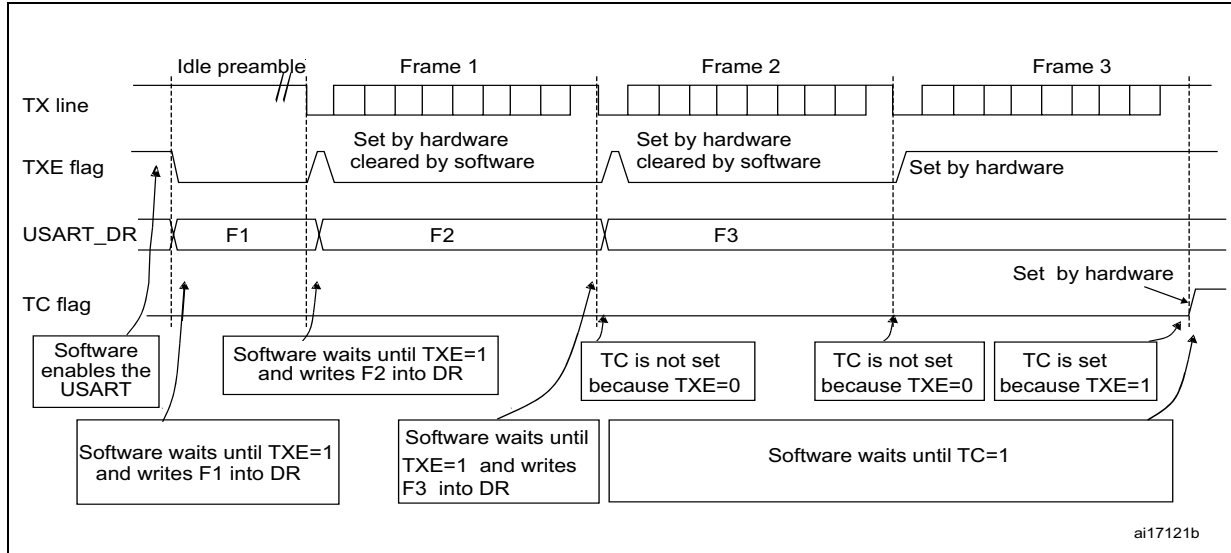 Idle preamble Frame 1 Frame 2 Frame 3
TX line
TXE flag
Set by hardware
cleared by software
Set by hardware
cleared by software
Set by hardware
USART_DR F1 F2 F3
TC flag
Set by hardware
Software
enables the
USART
Software waits until TXE=1
and writes F2 into DR
TC is not set
because TXE=0
TC is not set
because TXE=0
TC is set
because TXE=1
Software waits until TXE=1
and writes F1 into DR
Software waits until
TXE=1 and writes
F3 into DR
Software waits until TC=1
ai17121b